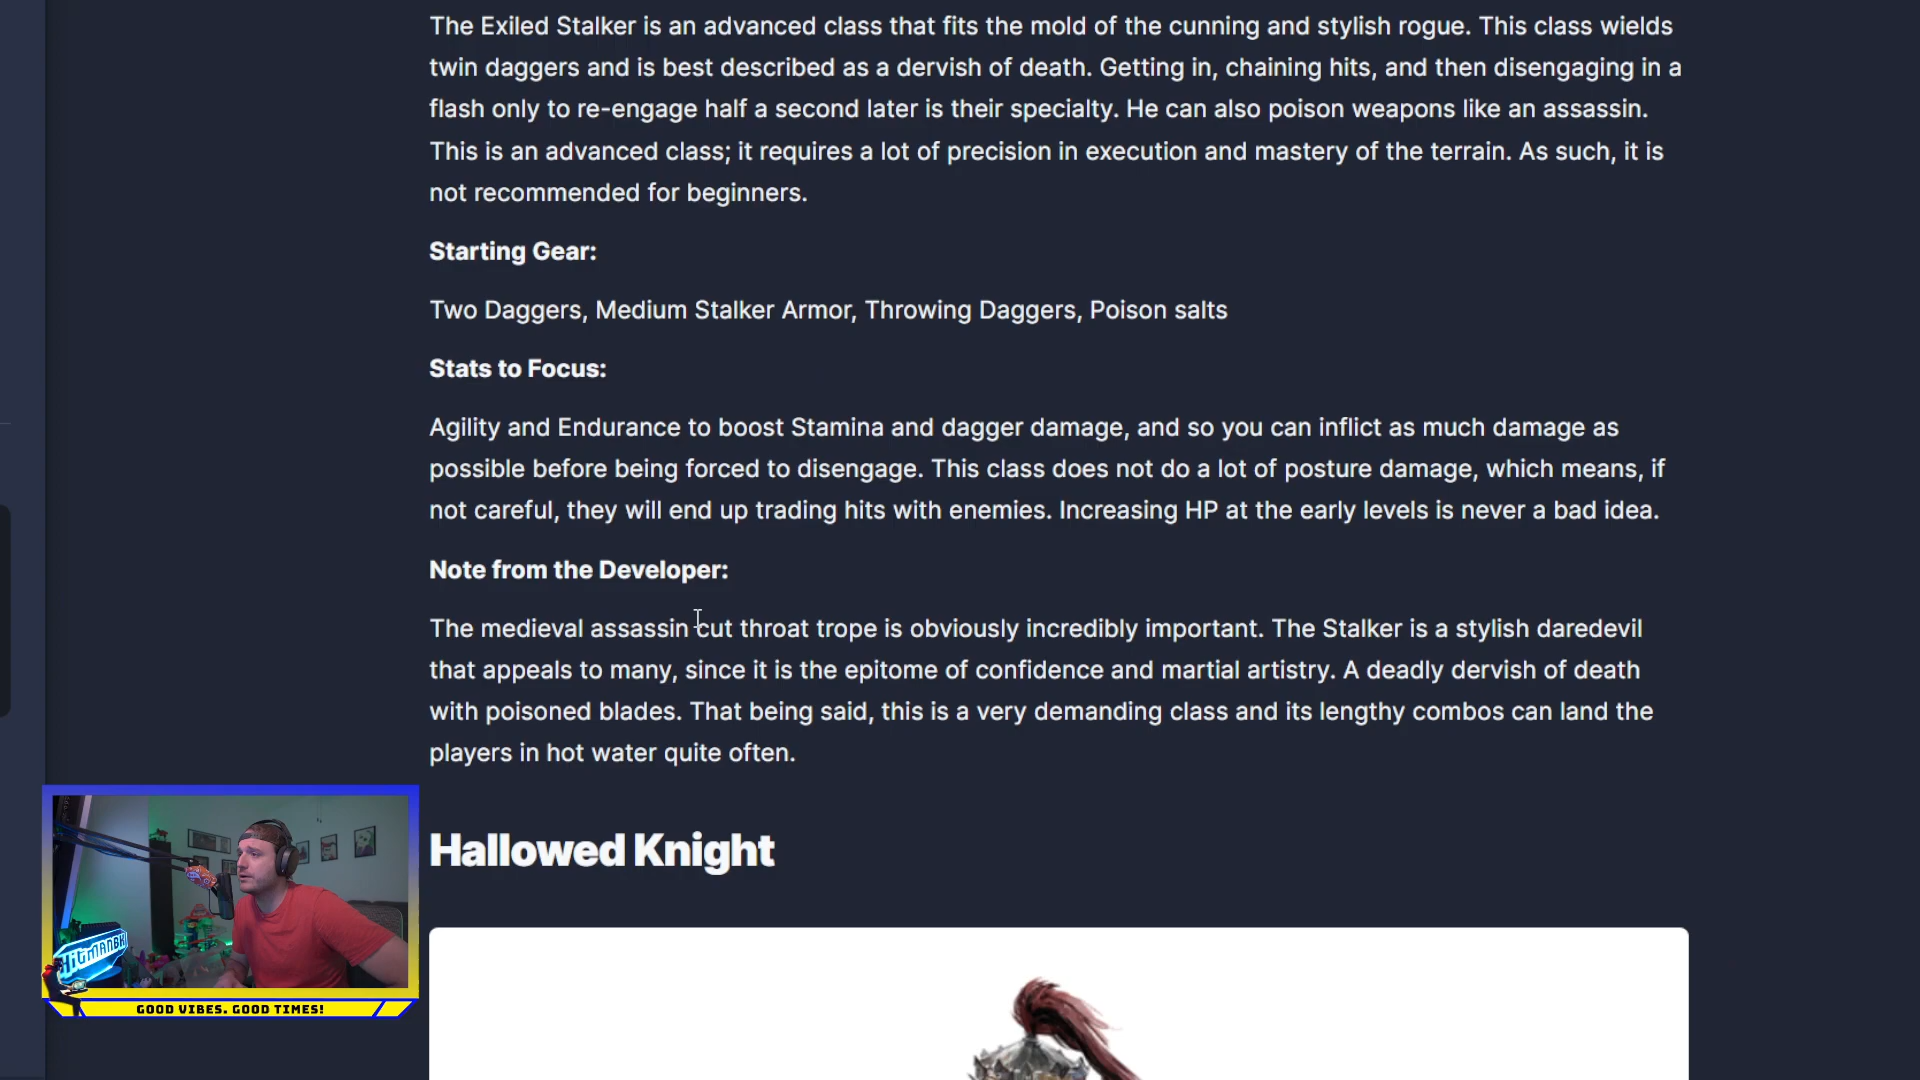 The Exiled Stalker is an advanced class that fits the mold of the cunning and stylish rogue. This class wields
twin daggers and is best described as a dervish of death. Getting in, chaining hits, and then disengaging in a
flash only to re-engage half a second later is their specialty. He can also poison weapons like an assassin.
This is an advanced class; it requires a lot of precision in execution and mastery of the terrain. As such, it is
not recommended for beginners.
Starting Gear:
Two Daggers, Medium Stalker Armor, Throwing Daggers, Poison salts
Stats to Focus:
Agility and Endurance to boost Stamina and dagger damage, and so you can inflict as much damage as
possible before being forced to disengage. This class does not do a lot of posture damage, which means, if
not careful, they will end up trading hits with enemies. Increasing HP at the early levels is never a bad idea.
Note from the Developer:
The medieval assassin cut throat trope is obviously incredibly important. The Stalker is a stylish daredevil
that appeals to many, since it is the epitome of confidence and martial artistry. A deadly dervish of death
with poisoned blades. That being said, this is a very demanding class and its lengthy combos can land the
players in hot water quite often.
Hallowed Knight
HiTMANBK
GOOD VIBES. GOOD TIMES!